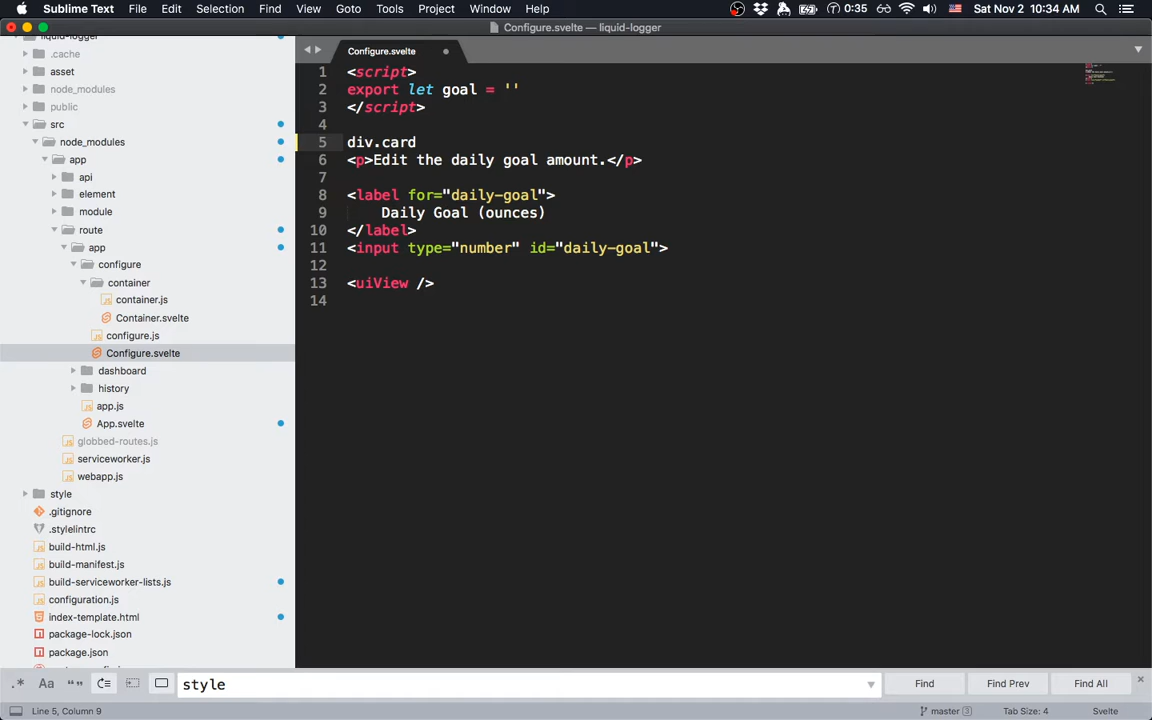 Sublime Text File Edit Selection Find View Goto Tools Project Window Help 0:35 Sat Nov 2 10:34 AM
Configure.svelte — liquid-logger
liquid-logger
.cache
asset
node_modules
public
src
node_modules
app
api
element
module
route
app
configure
container
container.js
Container.svelte
configure.js
Configure.svelte
dashboard
history
app.js
App.svelte
globbed-routes.js
serviceworker.js
webapp.js
style
.gitignore
.stylelintrc
build-html.js
build-manifest.js
build-serviceworker-lists.js
configuration.js
index-template.html
package-lock.json
package.json
Configure.svelte
1 <script>
2 export let goal = ''
3 </script>
4
5 div.card
6 <p>Edit the daily goal amount.</p>
7
8 <label for="daily-goal">
9 Daily Goal (ounces)
10 </label>
11 <input type="number" id="daily-goal">
12
13 <uiView />
14
.* Aa “” style Find Find Prev Find All
Line 5, Column 9 master 3 Tab Size: 4 Svelte